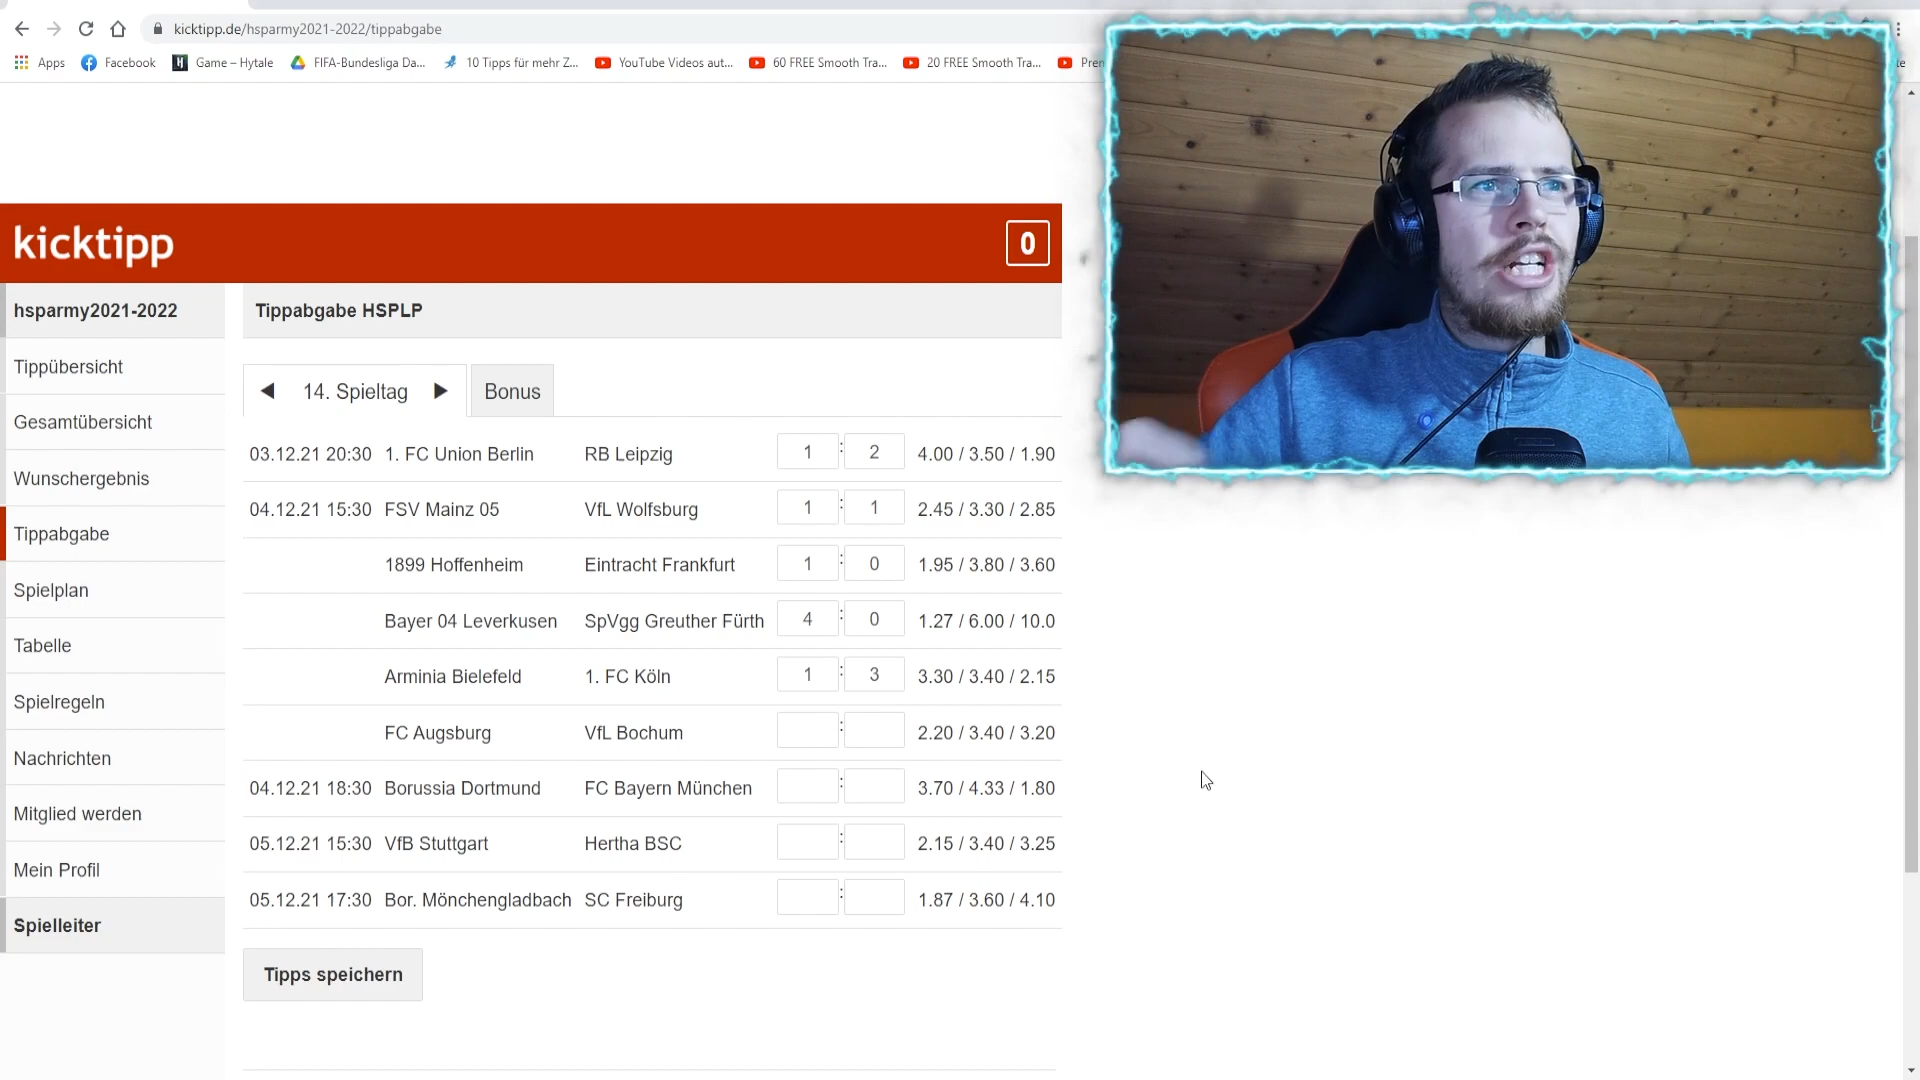 kicktipp.de/hsparmy2021-2022/tippabgabe
Apps Facebook Game – Hytale FIFA-Bundesliga Da... 10 Tipps für mehr Z... YouTube Videos aut... 60 FREE Smooth Tra... 20 FREE Smooth Tra...
kicktipp 0
hsparmy2021-2022
Tippübersicht
Gesamtübersicht
Wunschergebnis
Tippabgabe
Spielplan
Tabelle
Spielregeln
Nachrichten
Mitglied werden
Mein Profil
Spielleiter
Tippabgabe HSPLP
14. Spieltag Bonus
03.12.21 20:30 1. FC Union Berlin RB Leipzig 1 : 2 4.00 / 3.50 / 1.90
04.12.21 15:30 FSV Mainz 05 VfL Wolfsburg 1 : 1 2.45 / 3.30 / 2.85
1899 Hoffenheim Eintracht Frankfurt 1 : 0 1.95 / 3.80 / 3.60
Bayer 04 Leverkusen SpVgg Greuther Fürth 4 : 0 1.27 / 6.00 / 10.0
Arminia Bielefeld 1. FC Köln 1 : 3 3.30 / 3.40 / 2.15
FC Augsburg VfL Bochum : 2.20 / 3.40 / 3.20
04.12.21 18:30 Borussia Dortmund FC Bayern München : 3.70 / 4.33 / 1.80
05.12.21 15:30 VfB Stuttgart Hertha BSC : 2.15 / 3.40 / 3.25
05.12.21 17:30 Bor. Mönchengladbach SC Freiburg : 1.87 / 3.60 / 4.10
Tipps speichern